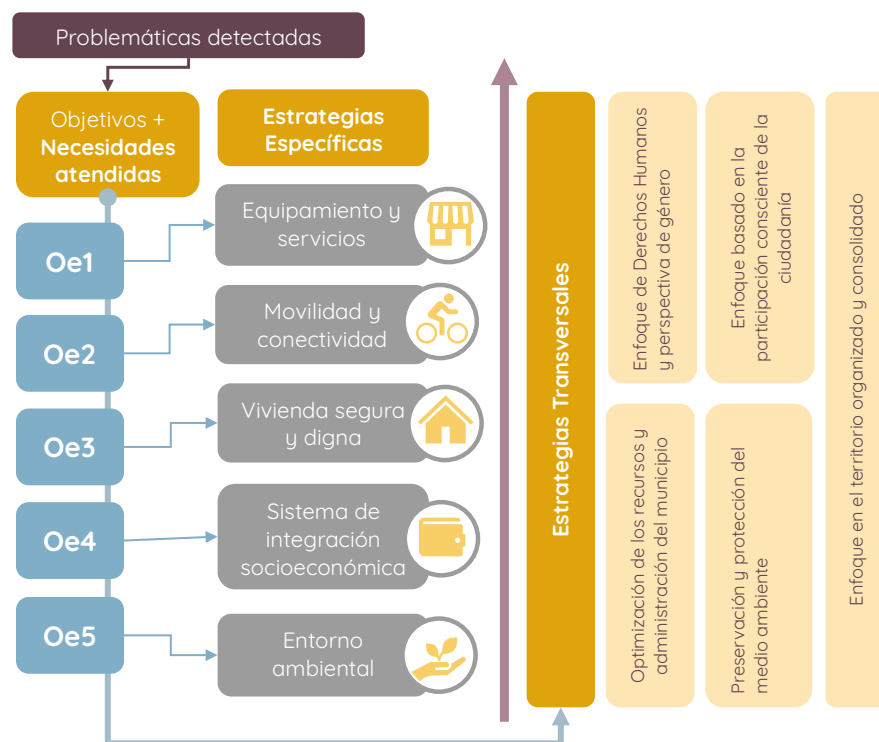 Problemáticas detectadas
Objetivos +
Necesidades
atendidas
Estrategias
Específicas
Oe1
Equipamiento y
servicios
Oe2
Movilidad y
conectividad
Oe3
Vivienda segura
y digna
Oe4
Sistema de
integración
socioeconómica
Oe5
Entorno
ambiental
Estrategias Transversales
Enfoque de Derechos Humanos
y perspectiva de género
Enfoque basado en la
participación consciente de la
ciudadanía
Optimización de los recursos y
administración del municipio
Preservación y protección del
medio ambiente
Enfoque en el territorio organizado y consolidado